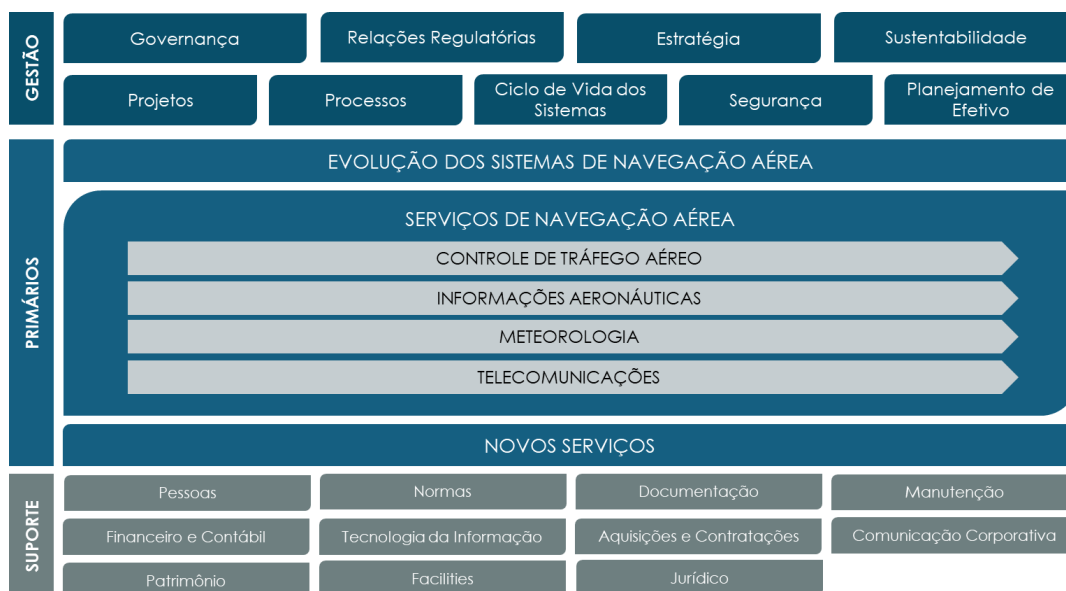 GESTÃO
Governança
Relações Regulatórias
Estratégia
Sustentabilidade
Projetos
Processos
Ciclo de Vida dos
Sistemas
Segurança
Planejamento de
Efetivo
PRIMÁRIOS
EVOLUÇÃO DOS SISTEMAS DE NAVEGAÇÃO AÉREA
SERVIÇOS DE NAVEGAÇÃO AÉREA
CONTROLE DE TRÁFEGO AÉREO
INFORMAÇÕES AERONÁUTICAS
METEOROLOGIA
TELECOMUNICAÇÕES
NOVOS SERVIÇOS
SUPORTE
Pessoas
Normas
Documentação
Manutenção
Financeiro e Contábil
Tecnologia da Informação
Aquisições e Contratações
Comunicação Corporativa
Patrimônio
Facilities
Jurídico